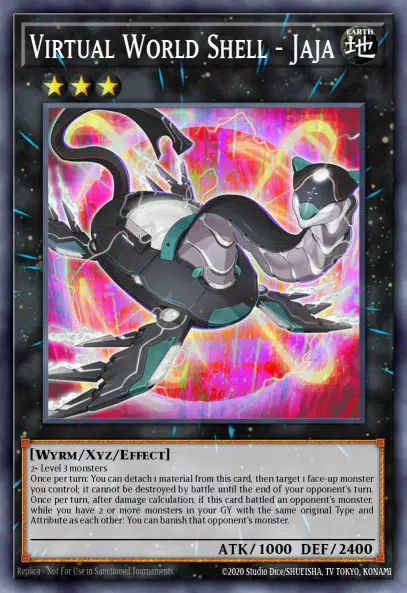 VIRTUAL WORLD SHELL - JAJA
EARTH
地
[WYRM/XYZ/EFFECT]
2+ Level 3 monsters
Once per turn: You can detach 1 material from this card, then target 1 face-up monster
you control; it cannot be destroyed by battle until the end of your opponent's turn.
Once per turn, after damage calculation, if this card battled an opponent's monster,
while you have 2 or more monsters in your GY with the same original Type and
Attribute as each other: You can banish that opponent's monster.
ATK/1000 DEF/2400
Replica - Not For Use in Sanctioned Tournaments
©2020 Studio Dice/SHUEISHA, TV TOKYO, KONAMI